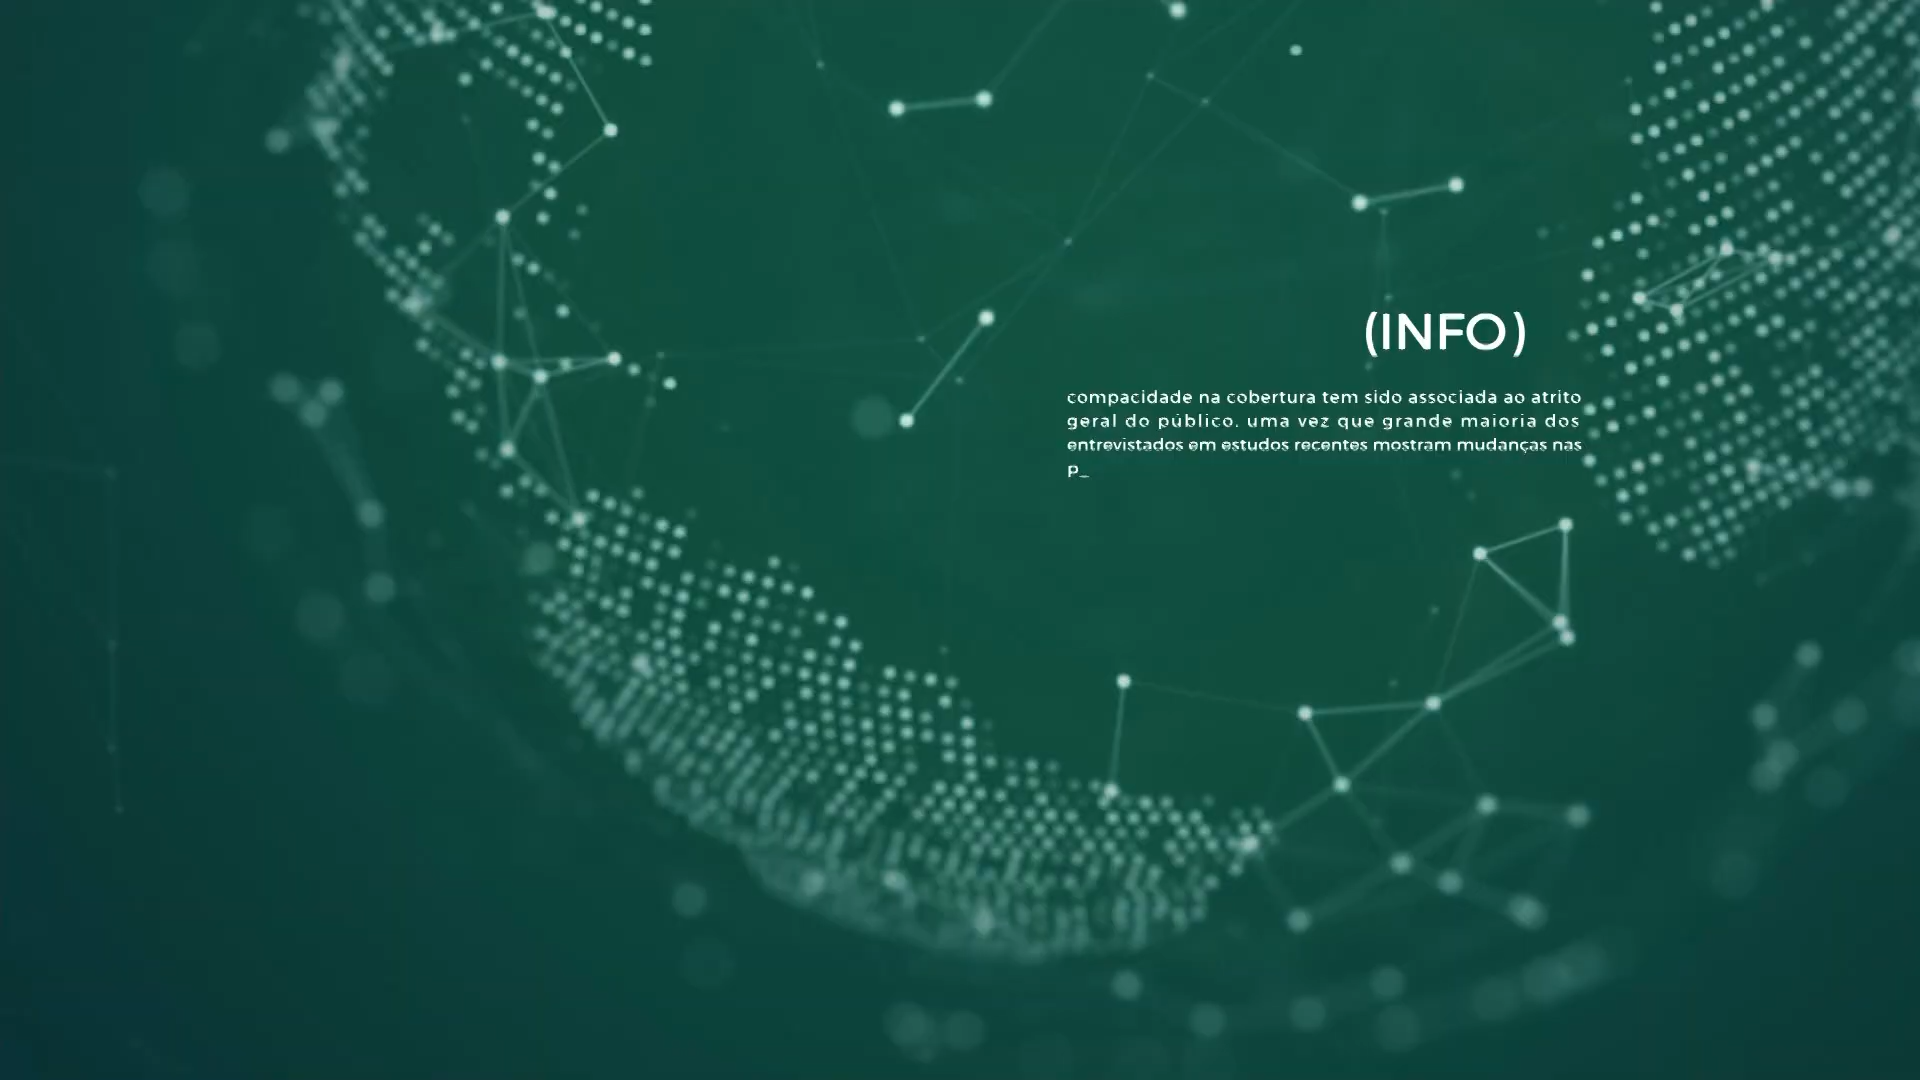 (INFO)
compacidade na cobertura tem sido associada ao atrito
geral do público. uma vez que grande maioria dos
entrevistados em estudos recentes mostram mudanças nas
p_